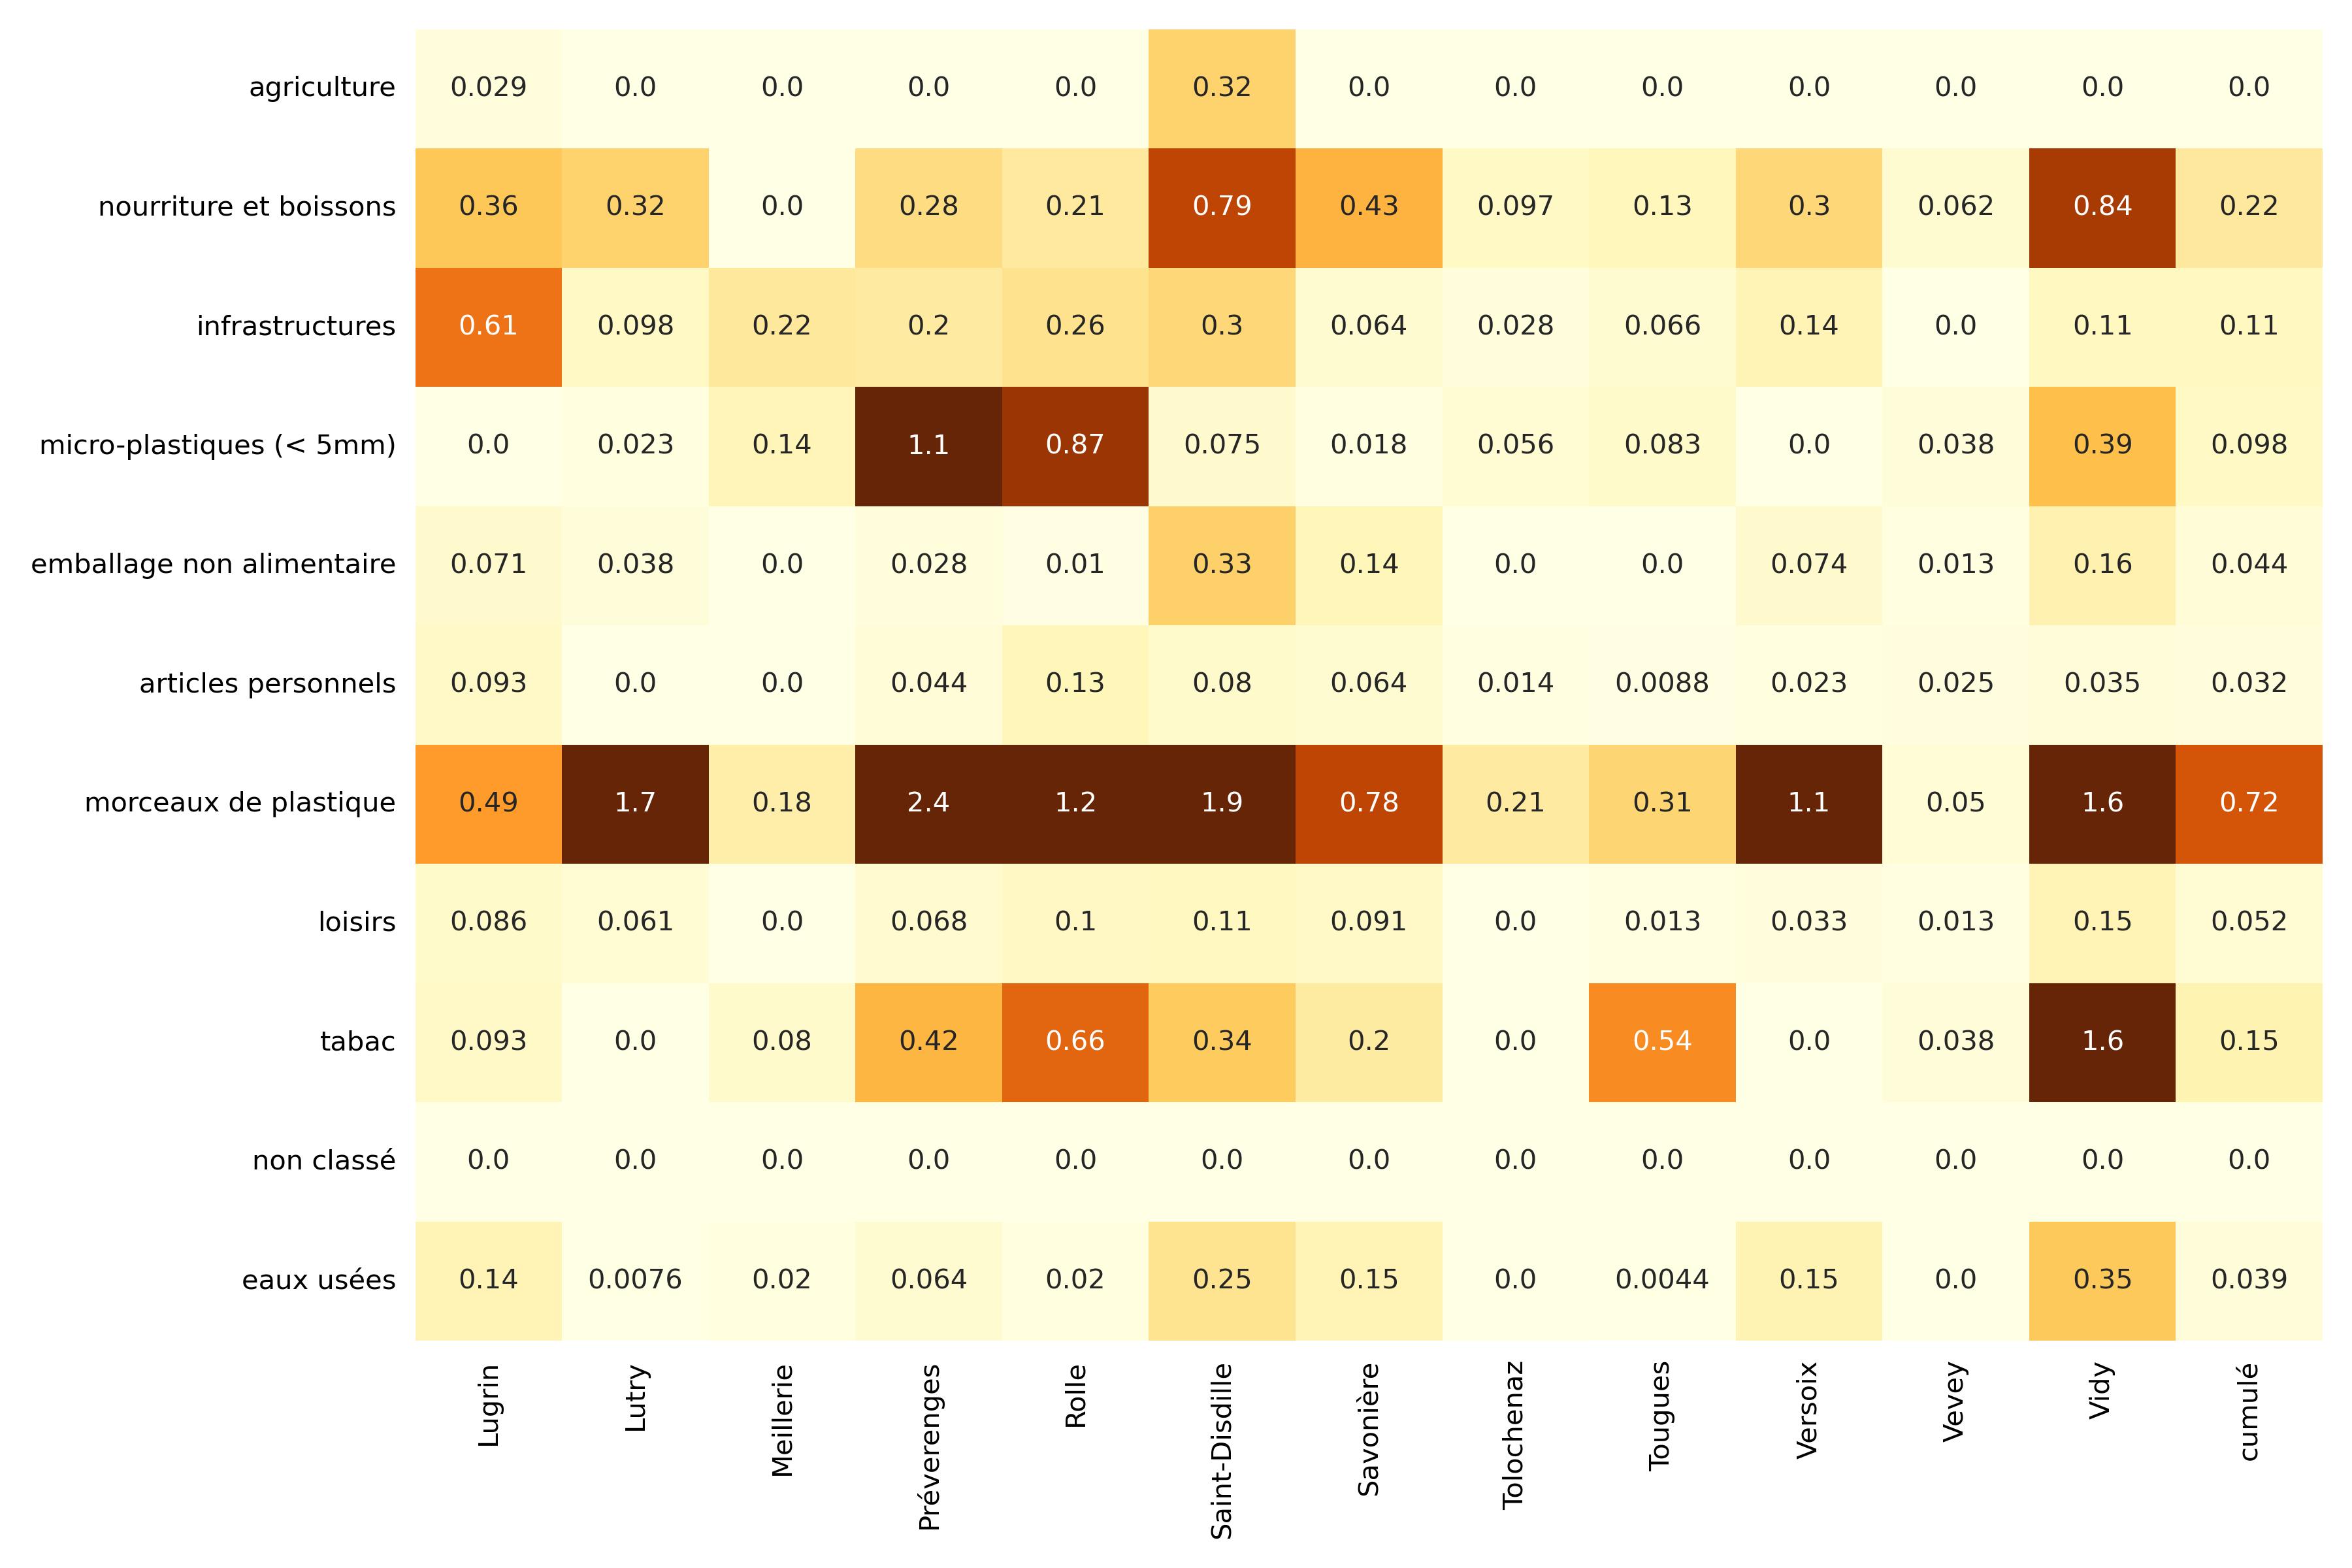 agriculture 0.029 0.0 0.0 0.0 0.0 0.32 0.0 0.0 0.0 0.0 0.0 0.0 0.0
nourriture et boissons 0.36 0.32 0.0 0.28 0.21 0.79 0.43 0.097 0.13 0.3 0.062 0.84 0.22
infrastructures 0.61 0.098 0.22 0.2 0.26 0.3 0.064 0.028 0.066 0.14 0.0 0.11 0.11
micro-plastiques (< 5mm) 0.0 0.023 0.14 1.1 0.87 0.075 0.018 0.056 0.083 0.0 0.038 0.39 0.098
emballage non alimentaire 0.071 0.038 0.0 0.028 0.01 0.33 0.14 0.0 0.0 0.074 0.013 0.16 0.044
articles personnels 0.093 0.0 0.0 0.044 0.13 0.08 0.064 0.014 0.0088 0.023 0.025 0.035 0.032
morceaux de plastique 0.49 1.7 0.18 2.4 1.2 1.9 0.78 0.21 0.31 1.1 0.05 1.6 0.72
loisirs 0.086 0.061 0.0 0.068 0.1 0.11 0.091 0.0 0.013 0.033 0.013 0.15 0.052
tabac 0.093 0.0 0.08 0.42 0.66 0.34 0.2 0.0 0.54 0.0 0.038 1.6 0.15
non classé 0.0 0.0 0.0 0.0 0.0 0.0 0.0 0.0 0.0 0.0 0.0 0.0 0.0
eaux usées 0.14 0.0076 0.02 0.064 0.02 0.25 0.15 0.0 0.0044 0.15 0.0 0.35 0.039
Lugrin Lutry Meillerie Préverenges Rolle Saint-Disdille Savonière Tolochenaz Tougues Versoix Vevey Vidy cumulé